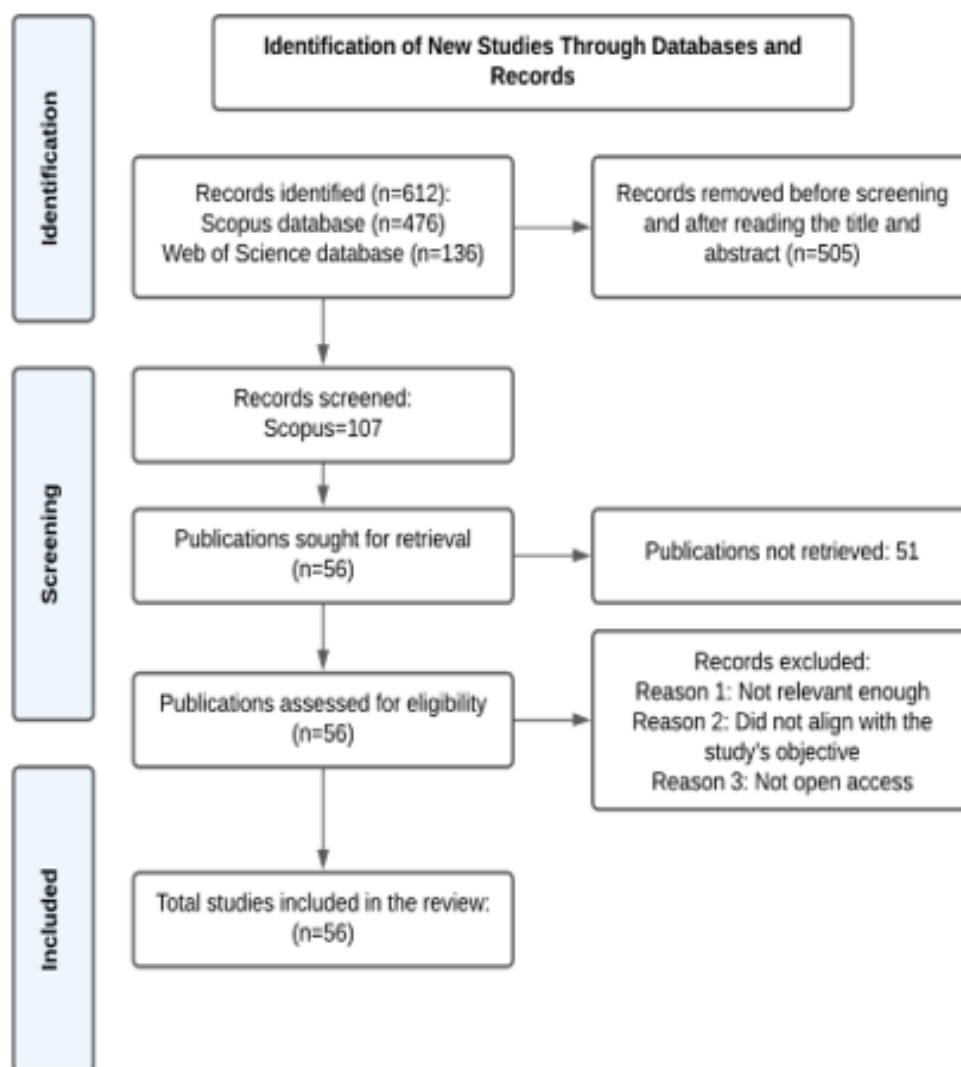 Identification of New Studies Through Databases and
Records
Identification
Records identified (n=612):
Scopus database (n=476)
Web of Science database (n=136)
Records removed before screening
and after reading the title and
abstract (n=505)
Screening
Records screened:
Scopus=107
Publications sought for retrieval
(n=56)
Publications not retrieved: 51
Publications assessed for eligibility
(n=56)
Records excluded:
Reason 1: Not relevant enough
Reason 2: Did not align with the
study's objective
Reason 3: Not open access
Included
Total studies included in the review:
(n=56)